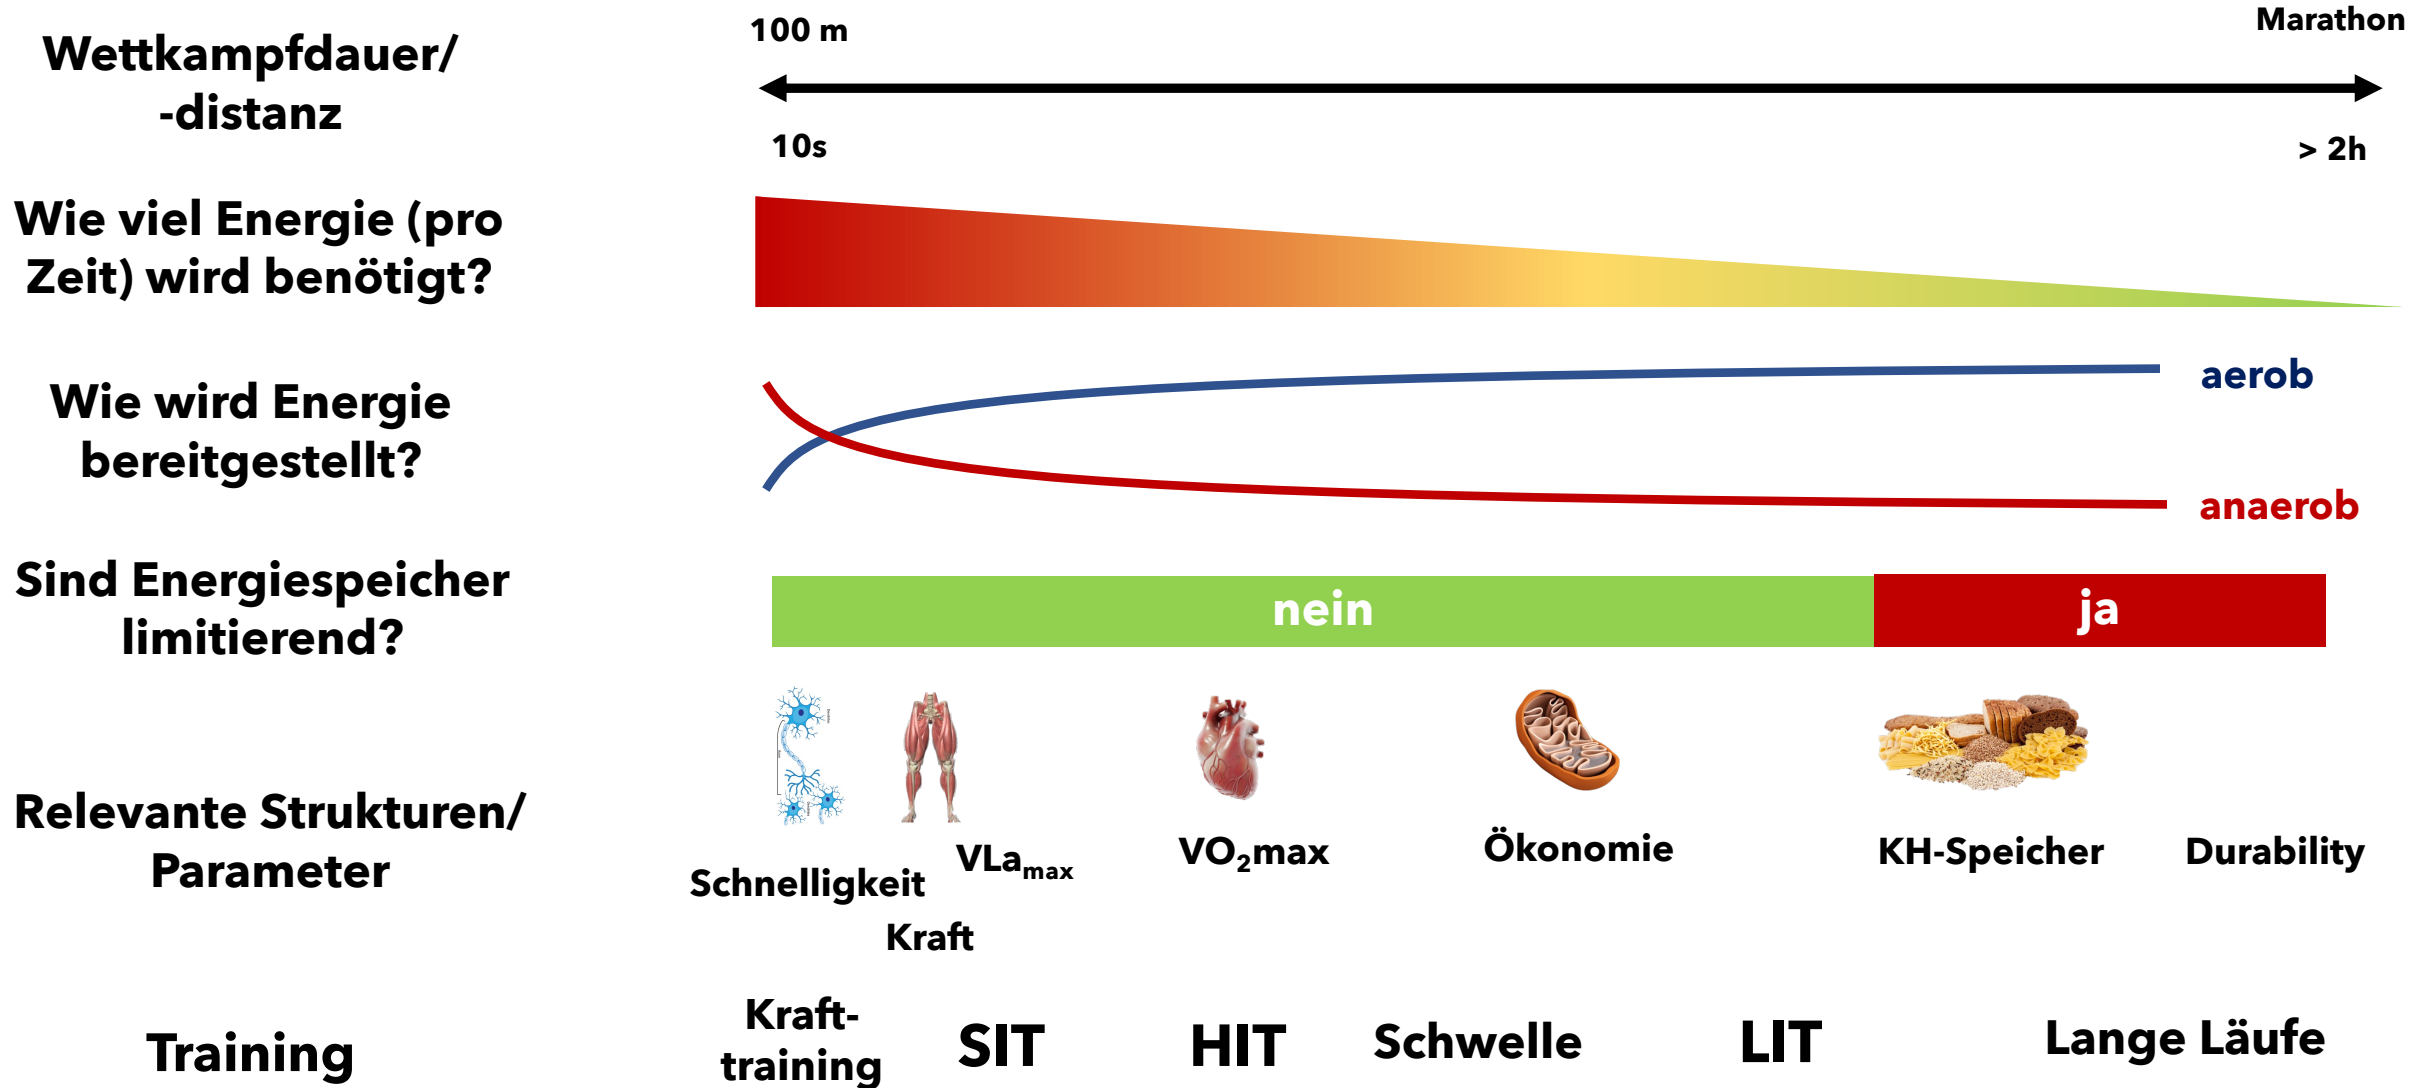 Wettkampfdauer/
-distanz
100 m
Marathon
10s
> 2h
Wie viel Energie (pro
Zeit) wird benötigt?
Wie wird Energie
bereitgestellt?
aerob
anaerob
Sind Energiespeicher
limitierend?
nein
ja
Relevante Strukturen/
Parameter
Schnelligkeit
Kraft
VLamax
VO2max
Ökonomie
KH-Speicher
Durability
Training
Kraft-
training
SIT
HIT
Schwelle
LIT
Lange Läufe